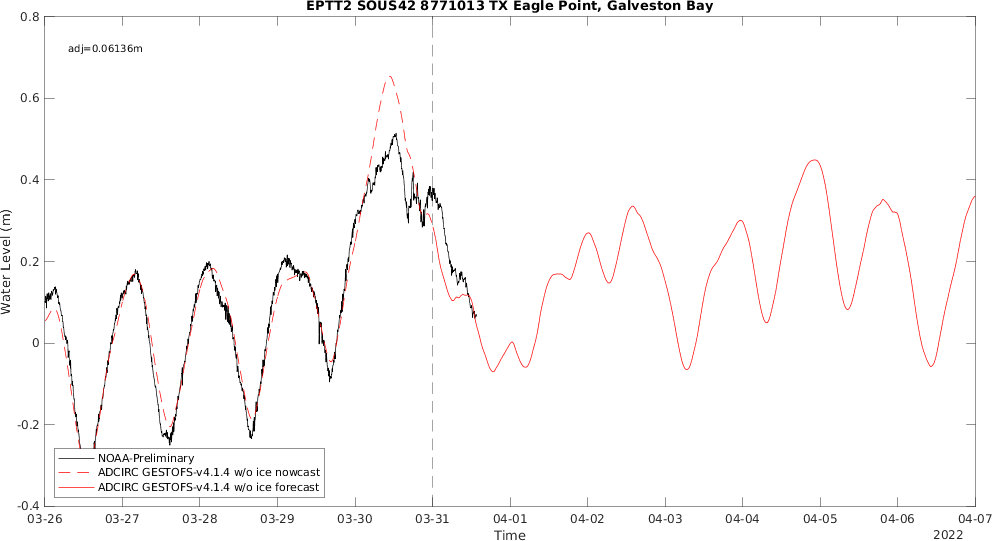 EPTT2 SOUS42 8771013 TX Eagle Point, Galveston Bay
0.8
adj=0.06136m
0.6
0.4
0.2
0
-0.2
-0.4
Water Level (m)
NOAA-Preliminary
ADCIRC GESTOFS-v4.1.4 w/o ice nowcast
ADCIRC GESTOFS-v4.1.4 w/o ice forecast
03-26 03-27 03-28 03-29 03-30 03-31 04-01 04-02 04-03 04-04 04-05 04-06 04-07
Time
2022